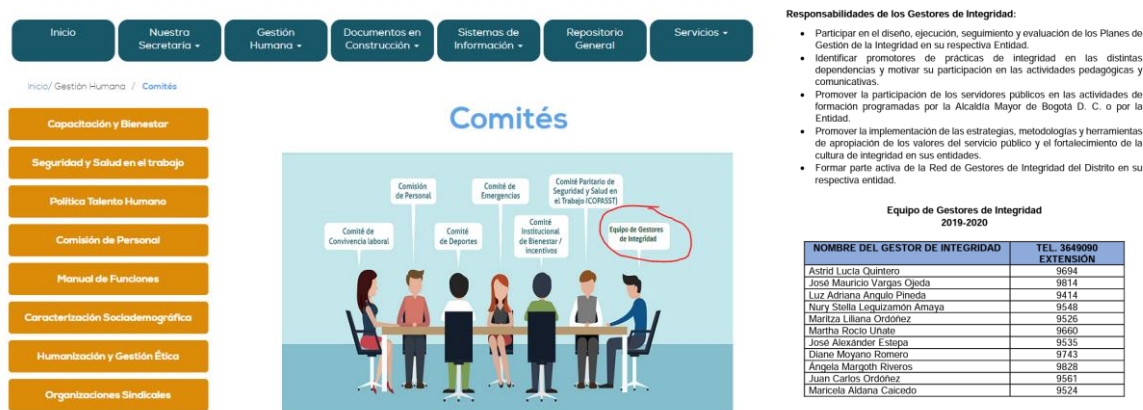 Inicio
Nuestra
Secretaría
Gestión
Humana
Documentos en
Construcción
Sistemas de
Información
Repositorio
General
Servicios
Inicio/ Gestión Humana / Comités
Capacitación y Bienestar
Seguridad y Salud en el trabajo
Política Talento Humano
Comisión de Personal
Manual de Funciones
Caracterización Sociademográfica
Humanización y Gestión Ética
Organizaciones Sindicales
Comités
Comité de
Convivencia laboral
Comisión
de Personal
Comité
de Deportes
Comité de
Emergencias
Comité
Institucional
de Bienestar /
incentivos
Comité Paritario de
Seguridad y Salud en
el Trabajo (COPASST)
Equipo de Gestores
de Integridad
Responsabilidades de los Gestores de Integridad:
• Participar en el diseño, ejecución, seguimiento y evaluación de los Planes de
Gestión de la Integridad en su respectiva Entidad.
• Identificar promotores de prácticas de integridad en las distintas
dependencias y motivar su participación en las actividades pedagógicas y
comunicativas.
• Promover la participación de los servidores públicos en las actividades de
formación programadas por la Alcaldía Mayor de Bogotá D. C. o por la
Entidad.
• Promover la implementación de las estrategias, metodologías y herramientas
de apropiación de los valores del servicio público y el fortalecimiento de la
cultura de integridad en sus entidades.
• Formar parte activa de la Red de Gestores de Integridad del Distrito en su
respectiva entidad.
Equipo de Gestores de Integridad
2019-2020
NOMBRE DEL GESTOR DE INTEGRIDAD TEL. 3649090
EXTENSIÓN
Astrid Lucía Quintero 9694
José Mauricio Vargas Ojeda 9814
Luz Adriana Angulo Pineda 9414
Nury Stella Leguizamón Amaya 9548
Maritza Liliana Ordóñez 9526
Martha Rocío Uñate 9660
José Alexánder Estepa 9535
Diane Moyano Romero 9743
Ángela Margoth Riveros 9828
Juan Carlos Ordóñez 9561
Maricela Aldana Caicedo 9524